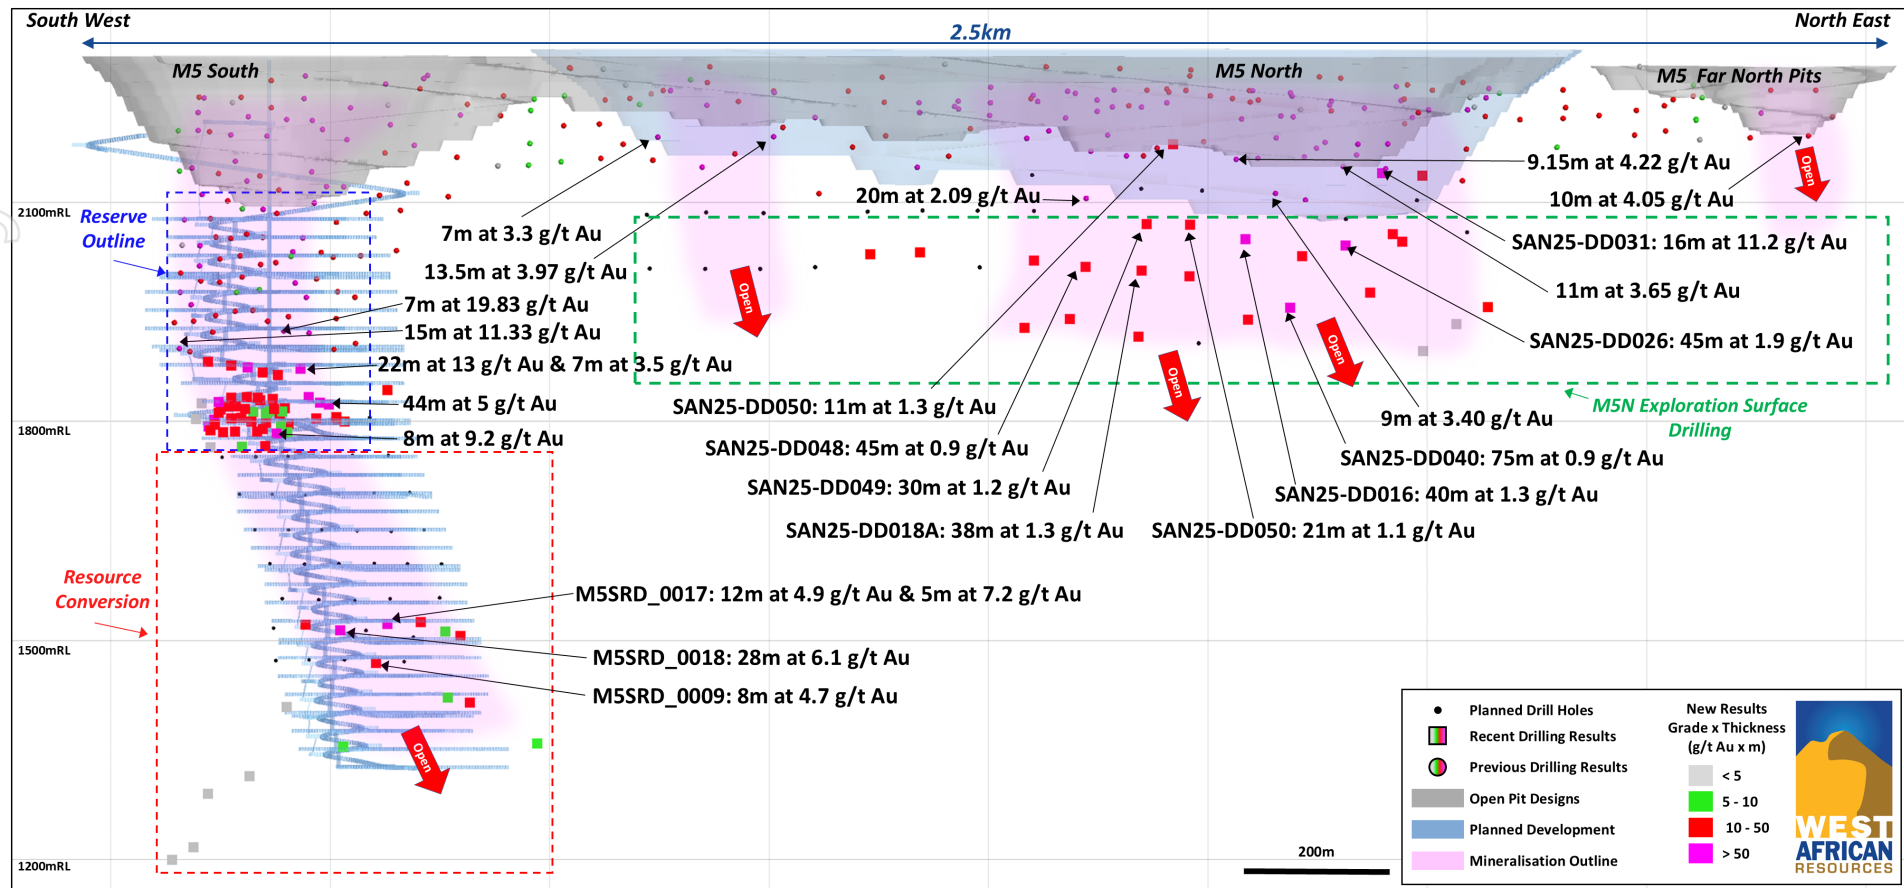 South West
North East
2.5km
M5 South
M5 North
M5 Far North Pits
9.15m at 4.22 g/t Au
20m at 2.09 g/t Au
10m at 4.05 g/t Au
Open
2100mRL
Reserve
Outline
7m at 3.3 g/t Au
SAN25-DD031: 16m at 11.2 g/t Au
13.5m at 3.97 g/t Au
Open
11m at 3.65 g/t Au
7m at 19.83 g/t Au
15m at 11.33 g/t Au
SAN25-DD026: 45m at 1.9 g/t Au
Open
22m at 13 g/t Au & 7m at 3.5 g/t Au
Open
44m at 5 g/t Au
SAN25-DD050: 11m at 1.3 g/t Au
M5N Exploration Surface
Drilling
9m at 3.40 g/t Au
1800mRL
8m at 9.2 g/t Au
SAN25-DD048: 45m at 0.9 g/t Au
SAN25-DD040: 75m at 0.9 g/t Au
SAN25-DD049: 30m at 1.2 g/t Au
SAN25-DD016: 40m at 1.3 g/t Au
SAN25-DD018A: 38m at 1.3 g/t Au
SAN25-DD050: 21m at 1.1 g/t Au
Resource
Conversion
M5SRD_0017: 12m at 4.9 g/t Au & 5m at 7.2 g/t Au
1500mRL
M5SRD_0018: 28m at 6.1 g/t Au
M5SRD_0009: 8m at 4.7 g/t Au
Open
1200mRL
200m
Planned Drill Holes
Recent Drilling Results
Previous Drilling Results
Open Pit Designs
Planned Development
Mineralisation Outline
New Results
Grade x Thickness
(g/t Au x m)
< 5
5 - 10
10 - 50
> 50
WEST
AFRICAN
RESOURCES